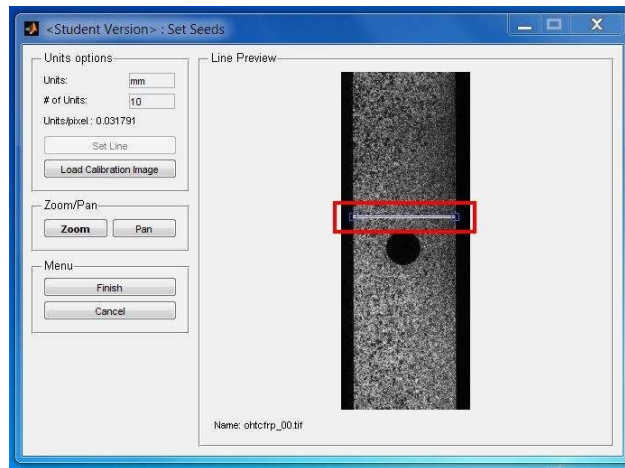 <Student Version> : Set Seeds
Units options
Units: mm
# of Units: 10
Units/pixel : 0.031791
Set Line
Load Calibration Image
Zoom/Pan
Zoom Pan
Menu
Finish
Cancel
Line Preview
Name: ohtcfrp_00.tif